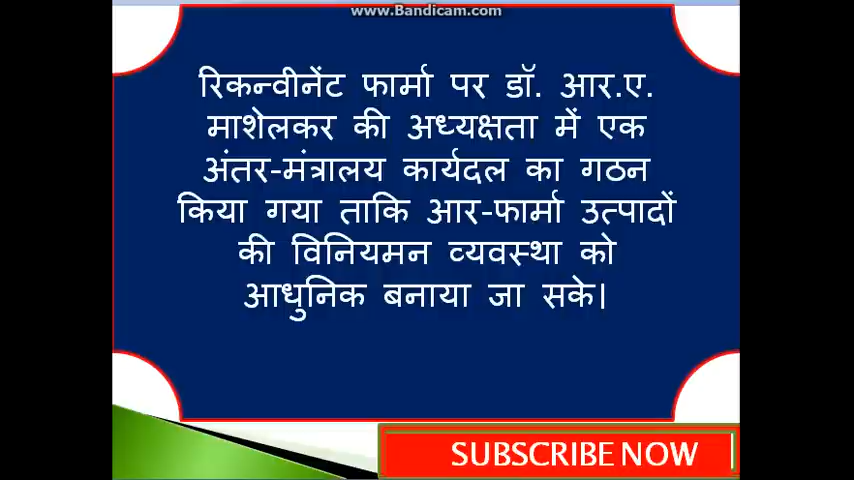 www.Bandicam.com
रिकन्वीनेंट फार्मा पर डॉ. आर.ए.
माशेलकर की अध्यक्षता में एक
अंतर-मंत्रालय कार्यदल का गठन
किया गया ताकि आर-फार्मा उत्पादों
की विनियमन व्यवस्था को
आधुनिक बनाया जा सके।
SUBSCRIBE NOW